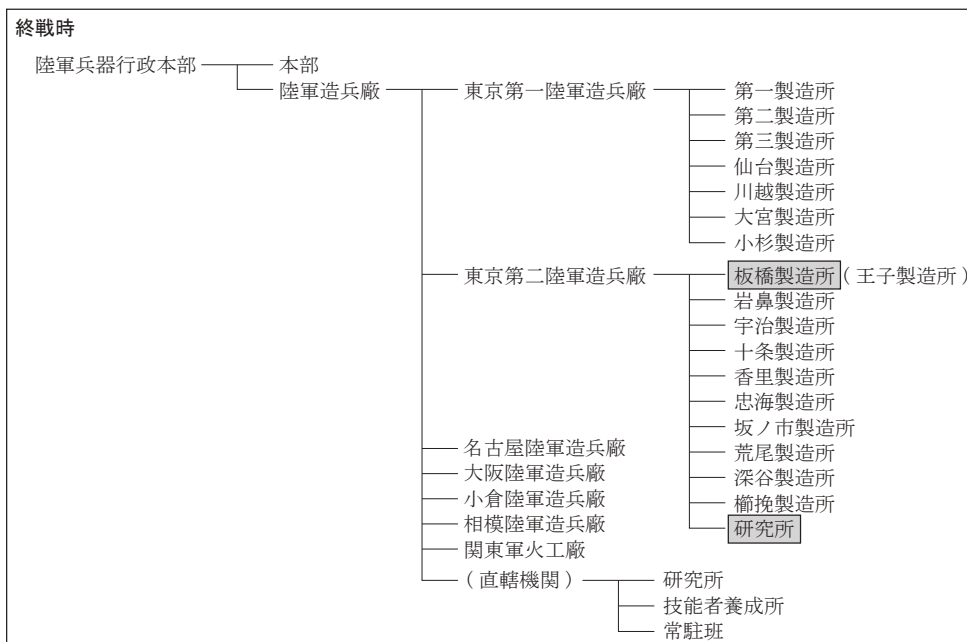 終戦時
陸軍兵器行政本部
本部
陸軍造兵廠
東京第一陸軍造兵廠
第一製造所
第二製造所
第三製造所
仙台製造所
川越製造所
大宮製造所
小杉製造所
東京第二陸軍造兵廠
板橋製造所(王子製造所)
岩鼻製造所
宇治製造所
十条製造所
香里製造所
忠海製造所
坂ノ市製造所
荒尾製造所
深谷製造所
櫛挽製造所
研究所
名古屋陸軍造兵廠
大阪陸軍造兵廠
小倉陸軍造兵廠
相模陸軍造兵廠
関東軍火工廠
(直轄機関)
研究所
技能者養成所
常駐班